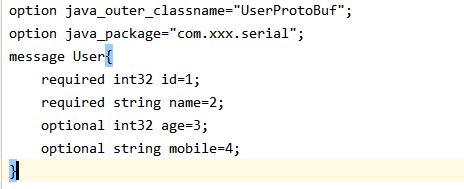 option java_outer_classname="UserProtoBuf";
option java_package="com.xxx.serial";
message User{
    required int32 id=1;
    required string name=2;
    optional int32 age=3;
    optional string mobile=4;
}